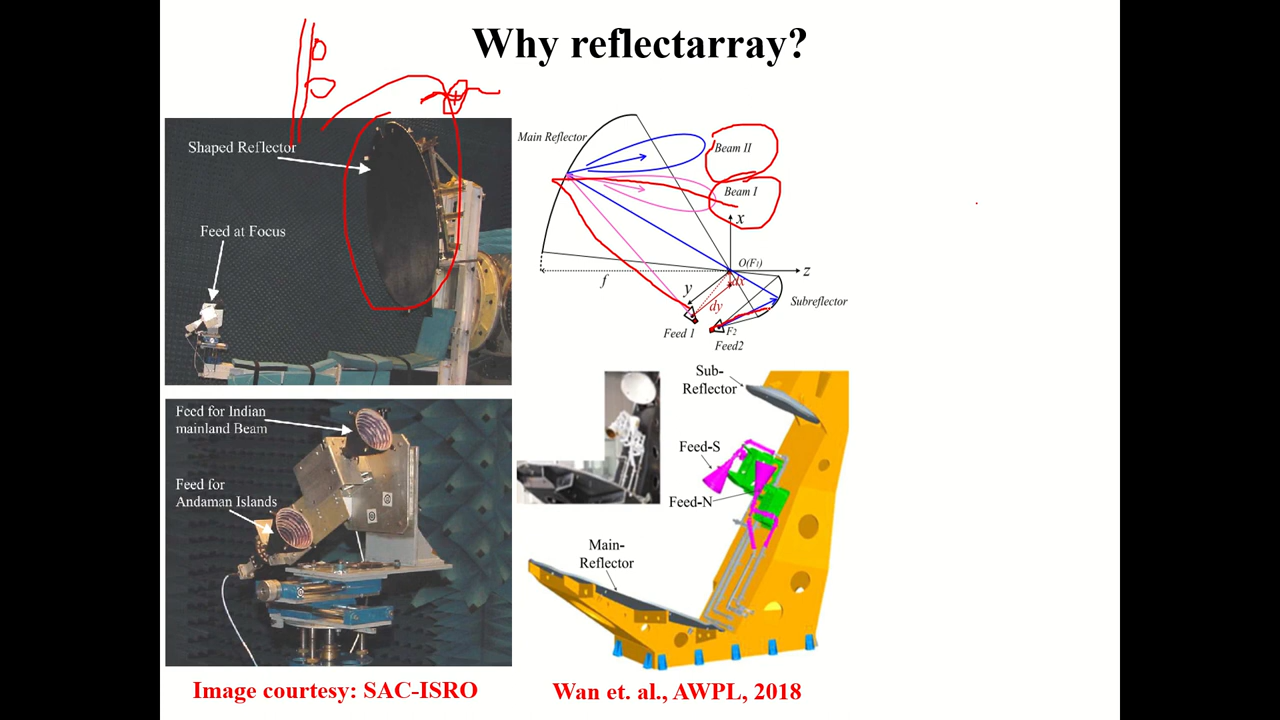 Why reflectarray?
Shaped Reflector
Feed at Focus
Main Reflector
Beam II
Beam I
x
O(F₁)
z
f
y
dx
dy
Subreflector
Feed 1
F₂
Feed2
Feed for Indian
mainland Beam
Feed for
Andaman Islands
Sub-
Reflector
Feed-S
Feed-N
Main-
Reflector
Image courtesy: SAC-ISRO
Wan et. al., AWPL, 2018